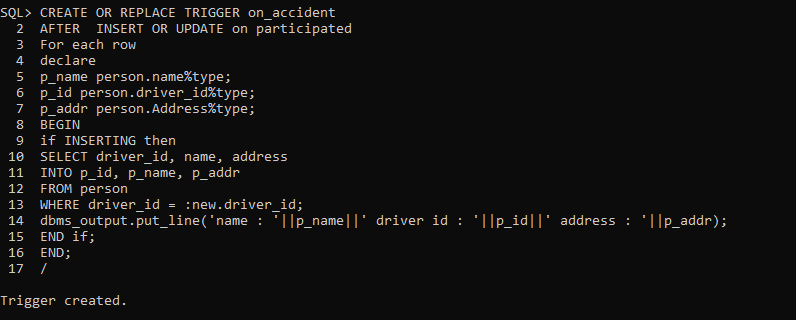 SQL> CREATE OR REPLACE TRIGGER on_accident
  2  AFTER  INSERT OR UPDATE on participated
  3  For each row
  4  declare
  5  p_name person.name%type;
  6  p_id person.driver_id%type;
  7  p_addr person.Address%type;
  8  BEGIN
  9  if INSERTING then
 10  SELECT driver_id, name, address
 11  INTO p_id, p_name, p_addr
 12  FROM person
 13  WHERE driver_id = :new.driver_id;
 14  dbms_output.put_line('name : '||p_name||' driver id : '||p_id||' address : '||p_addr);
 15  END if;
 16  END;
 17  /
Trigger created.